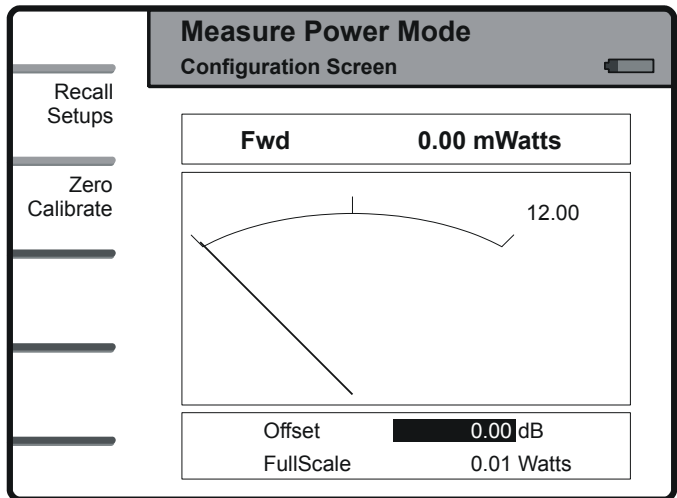 Measure Power Mode
Configuration Screen
Recall
Setups
Zero
Calibrate
Fwd 0.00 mWatts
12.00
Offset 0.00 dB
FullScale 0.01 Watts